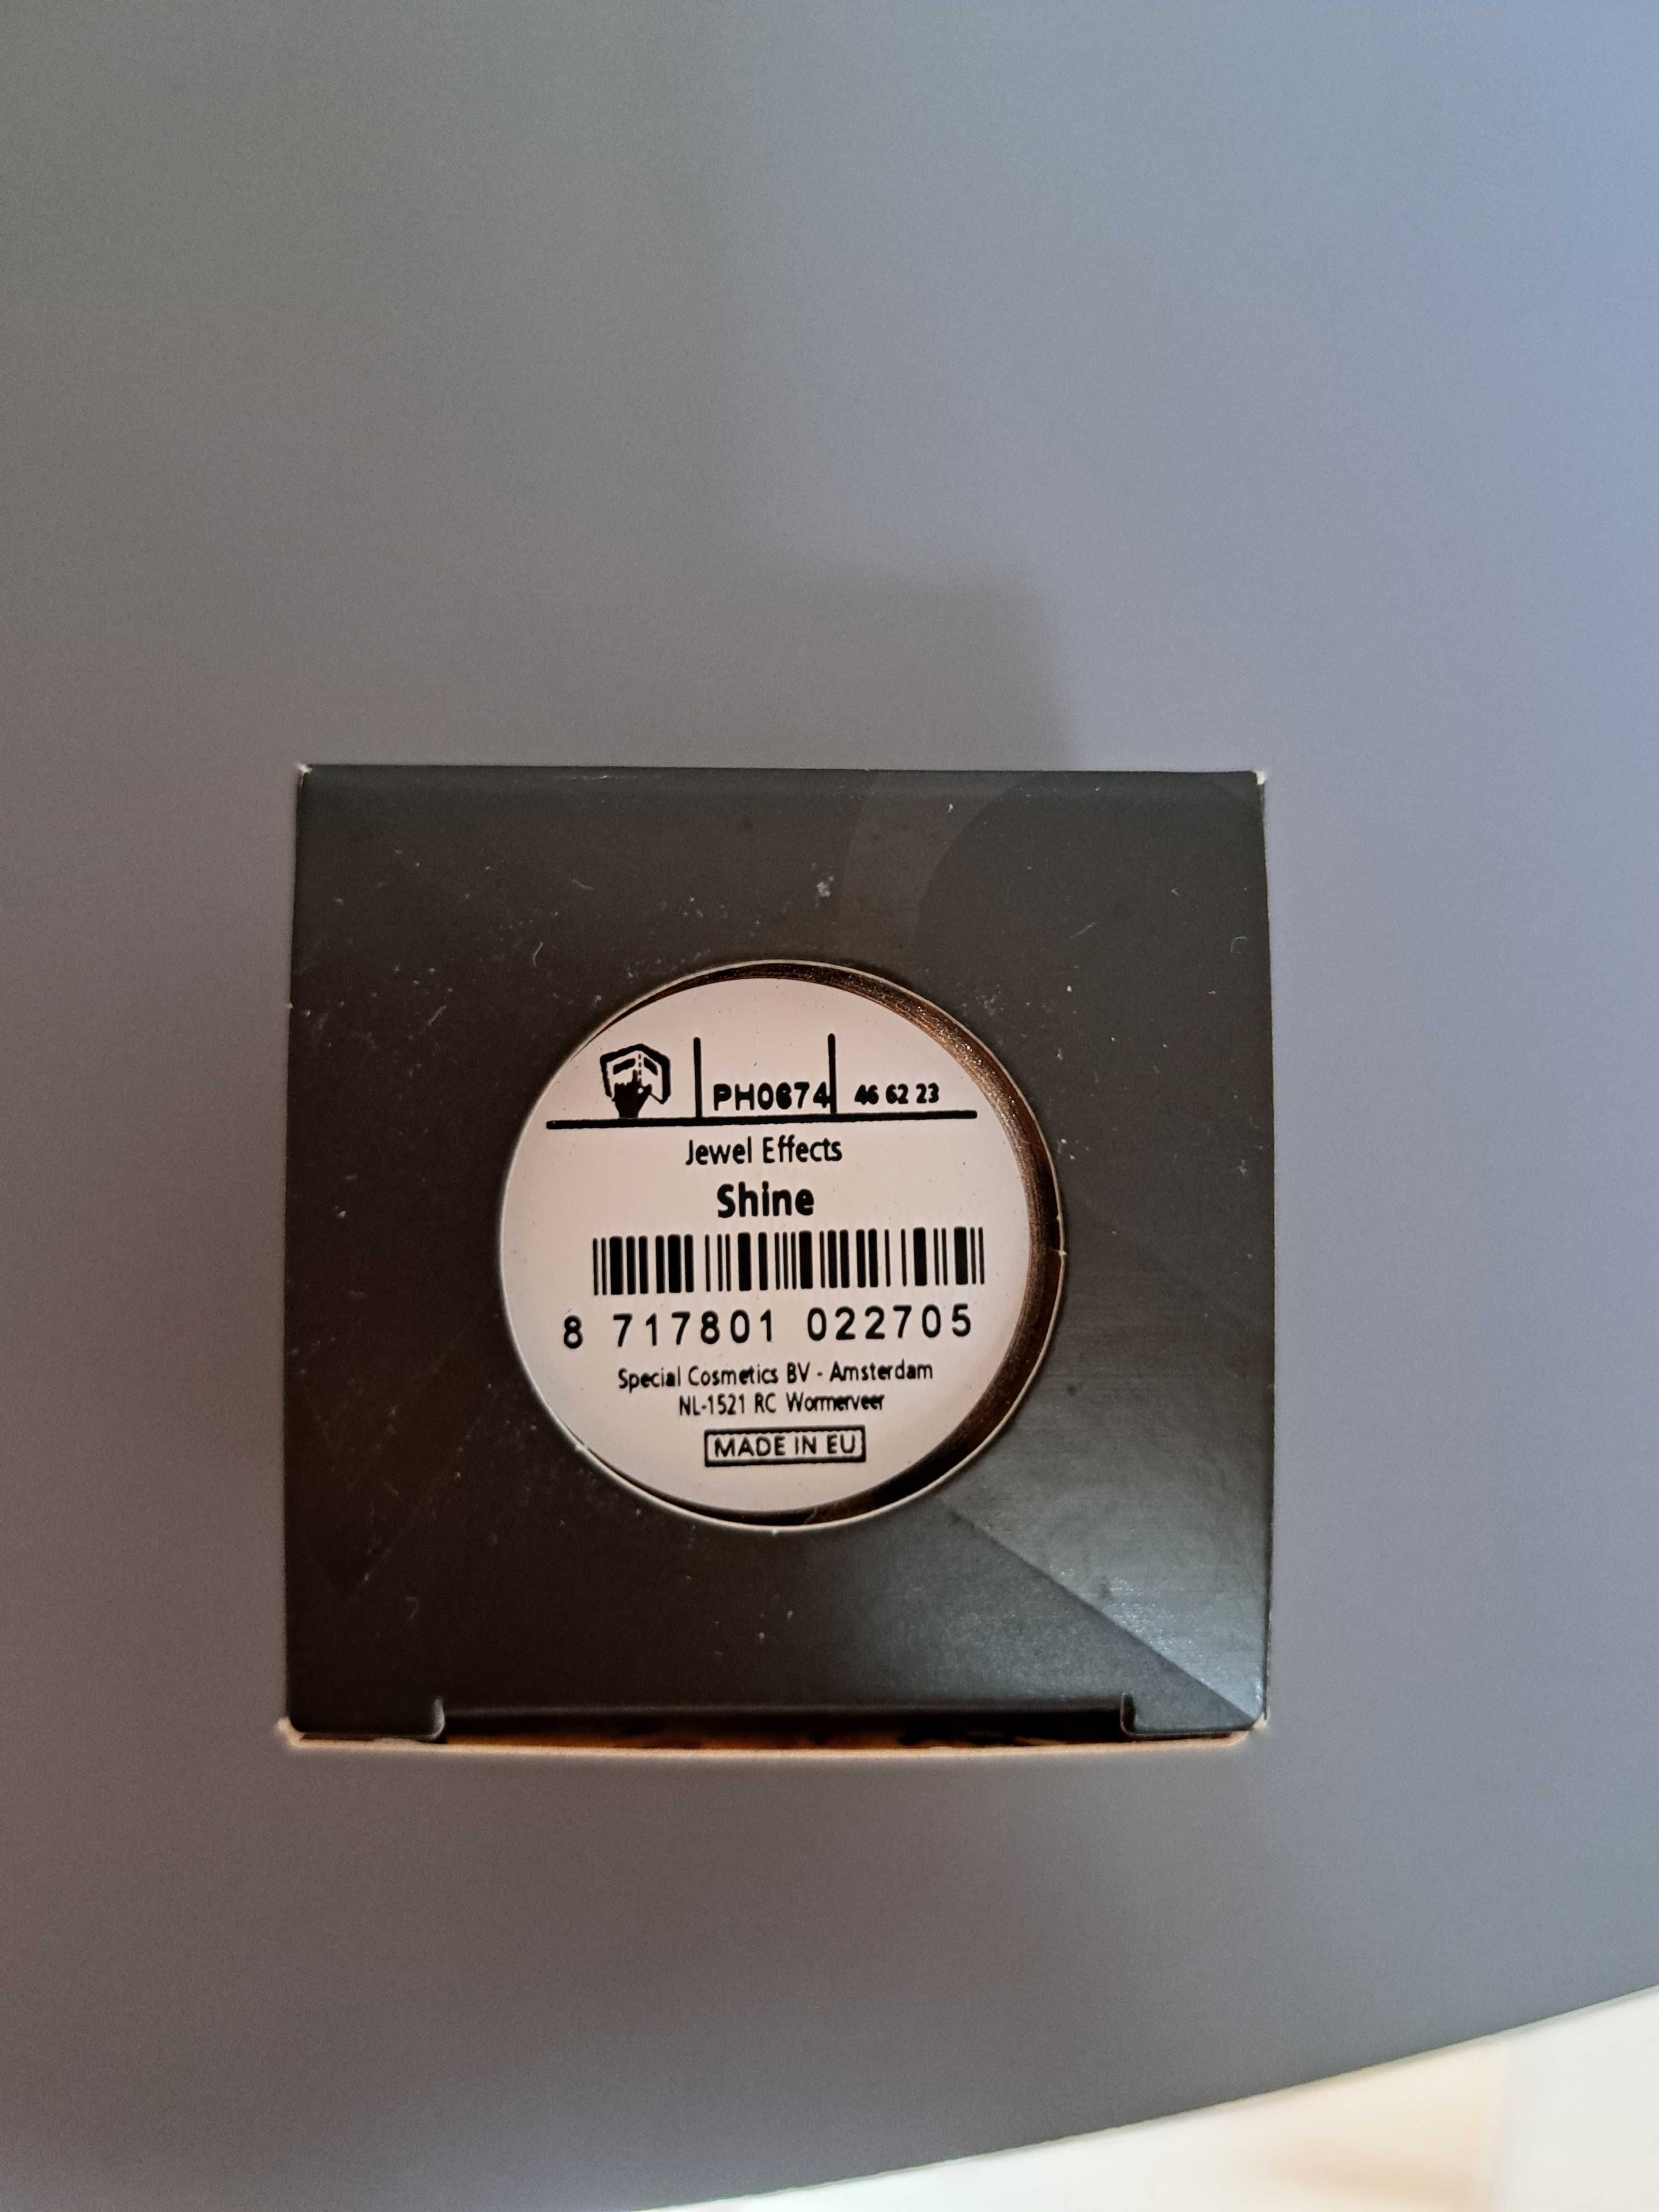 PH0674 46 62 23
Jewel Effects
Shine
8 717801 022705
Special Cosmetics BV - Amsterdam
NL-1521 RC Wormerveer
MADE IN EU